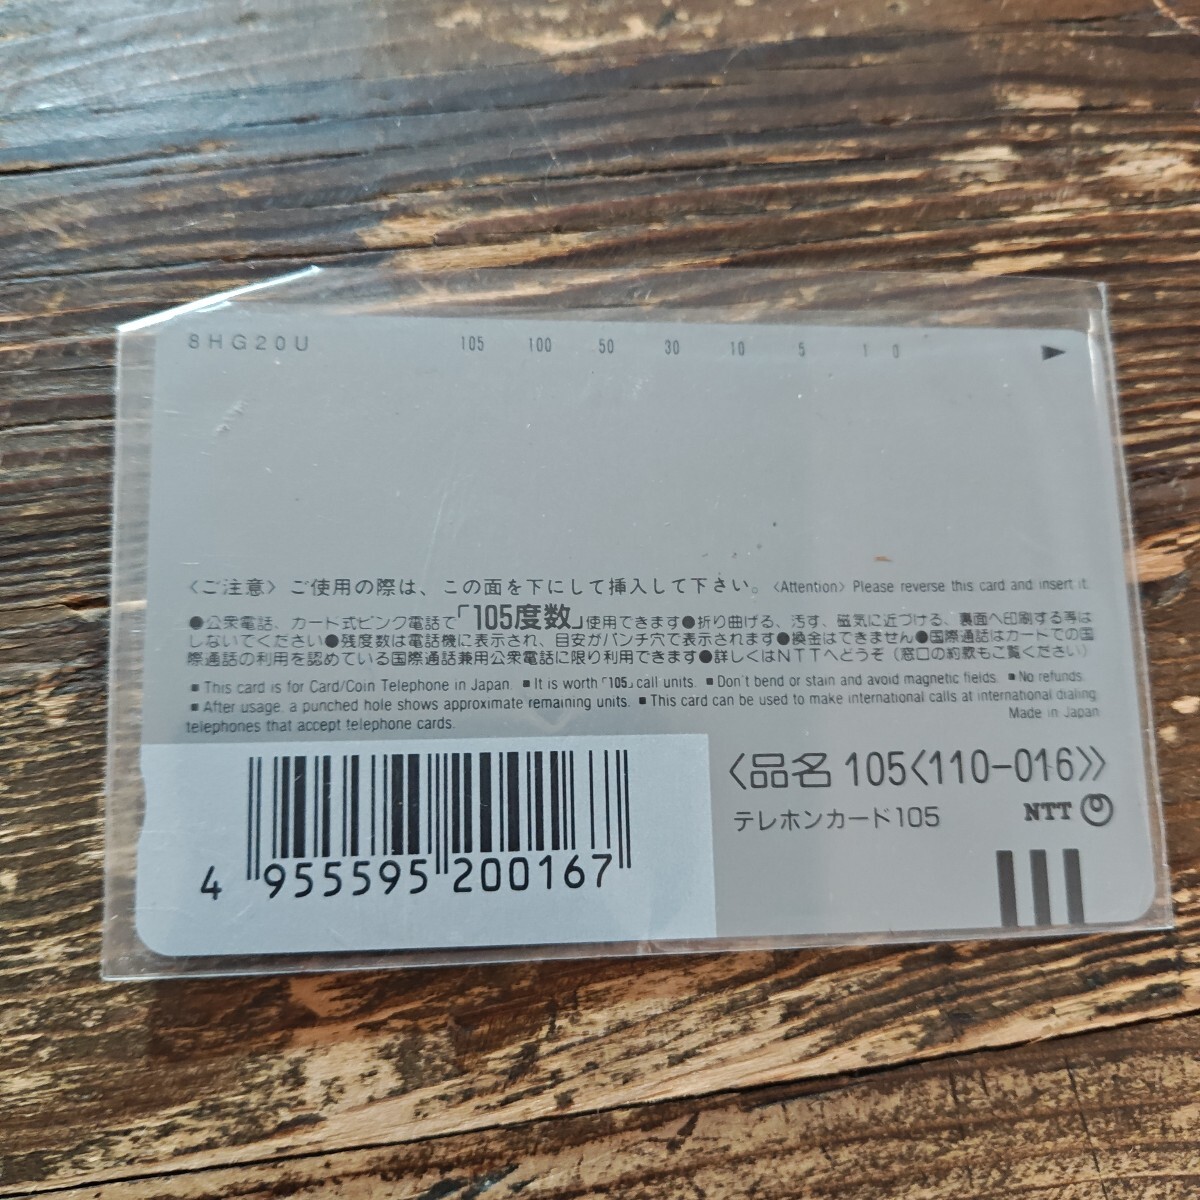 8HG20U 105 100 50 30 10 5 1 0
〈ご注意〉ご使用の際は、この面を下にして挿入して下さい。〈Attention〉Please reverse this card and insert it.
●公衆電話、カード式ピンク電話で「105度数」使用できます●折り曲げる、汚す、磁気に近づける、裏面へ印刷する等は
しないでください●残度数は電話機に表示され、目安がパンチ穴で表示されます●換金はできません●国際通話はカードでの国
際通話の利用を認めている国際通話兼用公衆電話に限り利用できます●詳しくはNTTへどうぞ(窓口の約款もご覧ください)
■This card is for Card/Coin Telephone in Japan. ■It is worth「105」call units. ■Don't bend or stain and avoid magnetic fields. ■No refunds.
■After usage, a punched hole shows approximate remaining units. ■This card can be used to make international calls at international dialing
telephones that accept telephone cards.
Made in Japan
〈品名 105〈110-016〉〉
テレホンカード105
NTT
4 955595 200167